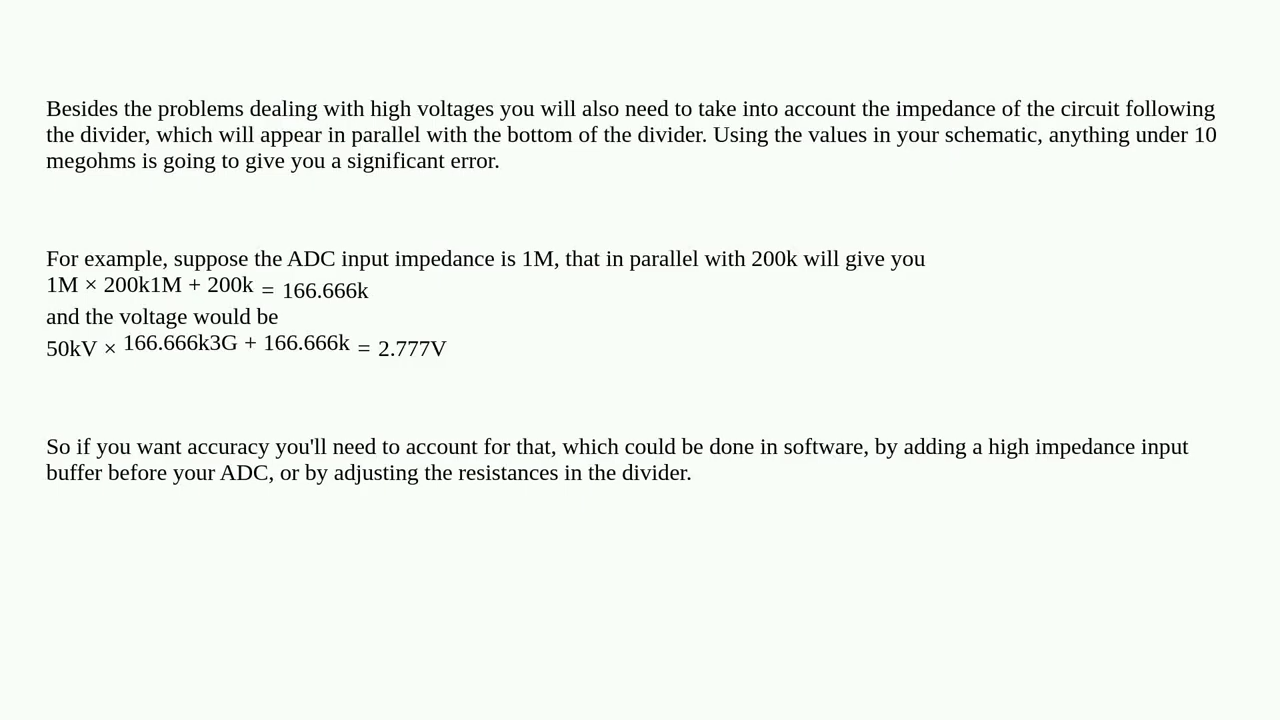 Besides the problems dealing with high voltages you will also need to take into account the impedance of the circuit following
the divider, which will appear in parallel with the bottom of the divider. Using the values in your schematic, anything under 10
megohms is going to give you a significant error.
For example, suppose the ADC input impedance is 1M, that in parallel with 200k will give you
1M × 200k1M + 200k = 166.666k
and the voltage would be
50kV × 166.666k3G + 166.666k = 2.777V
So if you want accuracy you'll need to account for that, which could be done in software, by adding a high impedance input
buffer before your ADC, or by adjusting the resistances in the divider.